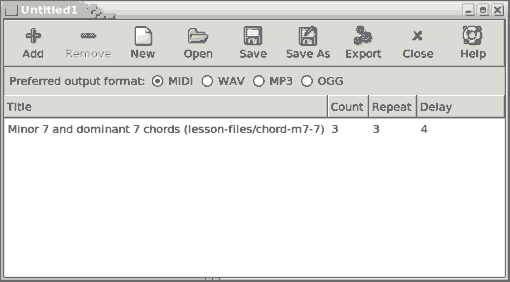 Untitled1
Add Remove New Open Save Save As Export Close Help
Preferred output format: MIDI WAV MP3 OGG
Title Count Repeat Delay
Minor 7 and dominant 7 chords (lesson-files/chord-m7-7) 3 3 4